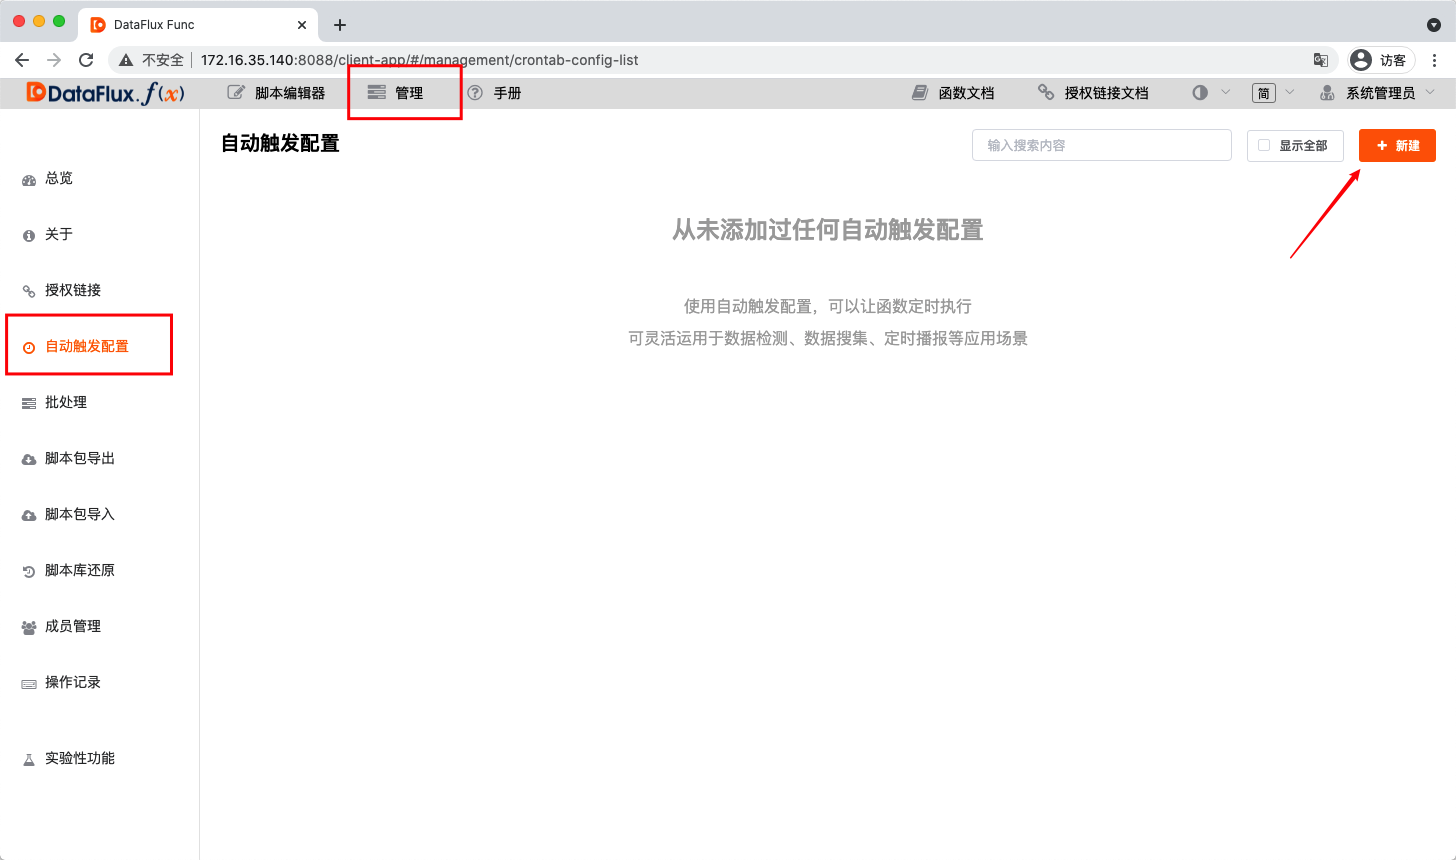 DataFlux Func
不安全 172.16.35.140:8088/client-app/#/management/crontab-config-list 访客
DataFlux.f(x) 脚本编辑器 管理 手册 函数文档 授权链接文档 简 系统管理员
自动触发配置 输入搜索内容 显示全部 新建
总览
关于
授权链接
自动触发配置
批处理
脚本包导出
脚本包导入
脚本库还原
成员管理
操作记录
实验性功能
从未添加过任何自动触发配置
使用自动触发配置，可以让函数定时执行
可灵活运用于数据检测、数据搜集、定时播报等应用场景